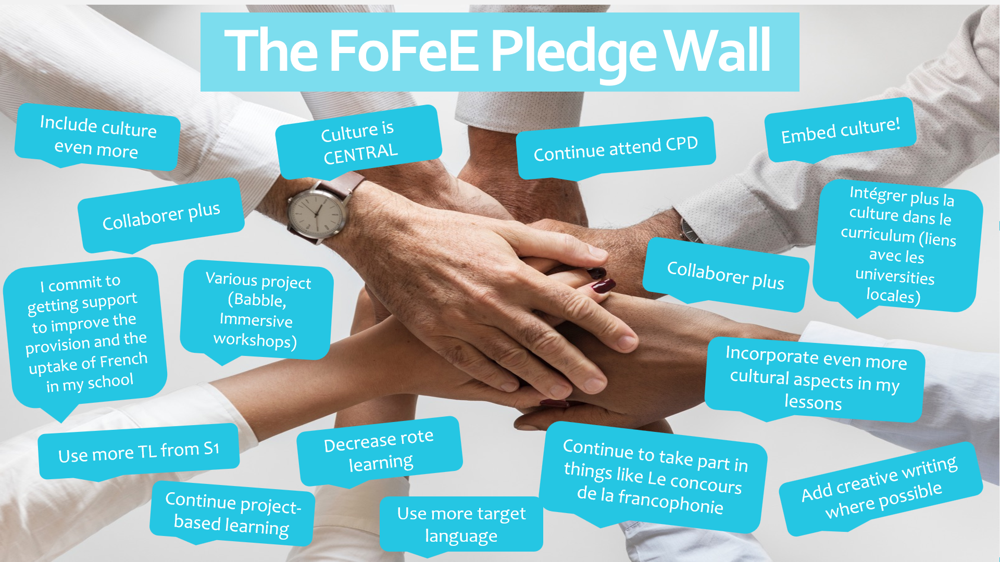 The FoFeE Pledge Wall
Include culture
even more
Culture is
CENTRAL
Continue attend CPD
Embed culture!
Collaborer plus
Intégrer plus la
culture dans le
curriculum (liens
avec les
universities
locales)
Collaborer plus
I commit to
getting support
to improve the
provision and the
uptake of French
in my school
Various project
(Babble,
Immersive
workshops)
Incorporate even more
cultural aspects in my
lessons
Use more TL from S1
Decrease rote
learning
Continue to take part in
things like Le concours
de la francophonie
Add creative writing
where possible
Continue project-
based learning
Use more target
language